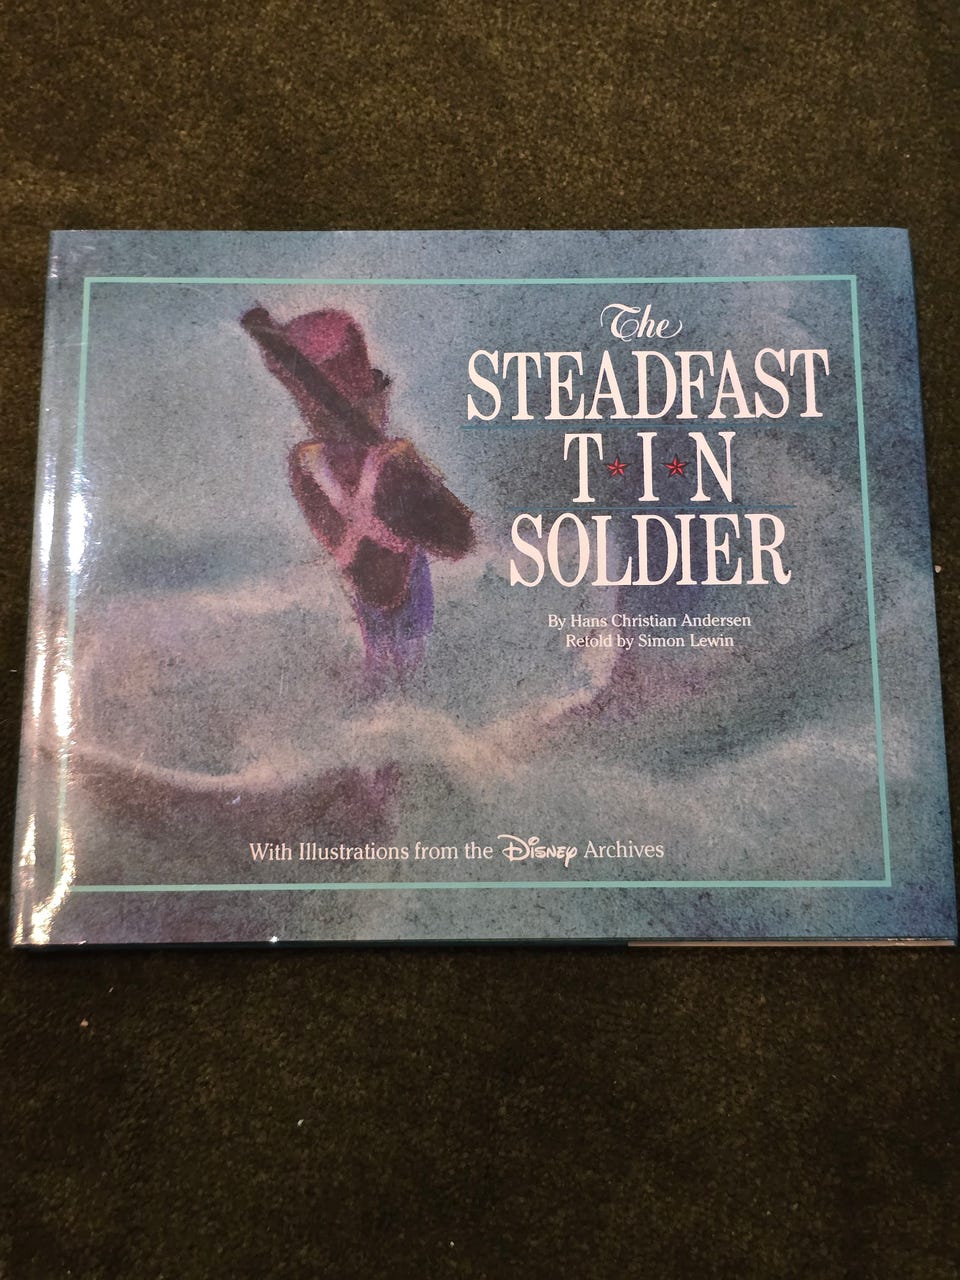 The
STEADFAST
T★I★N
SOLDIER
By Hans Christian Andersen
Retold by Simon Lewin
With Illustrations from the Disney Archives